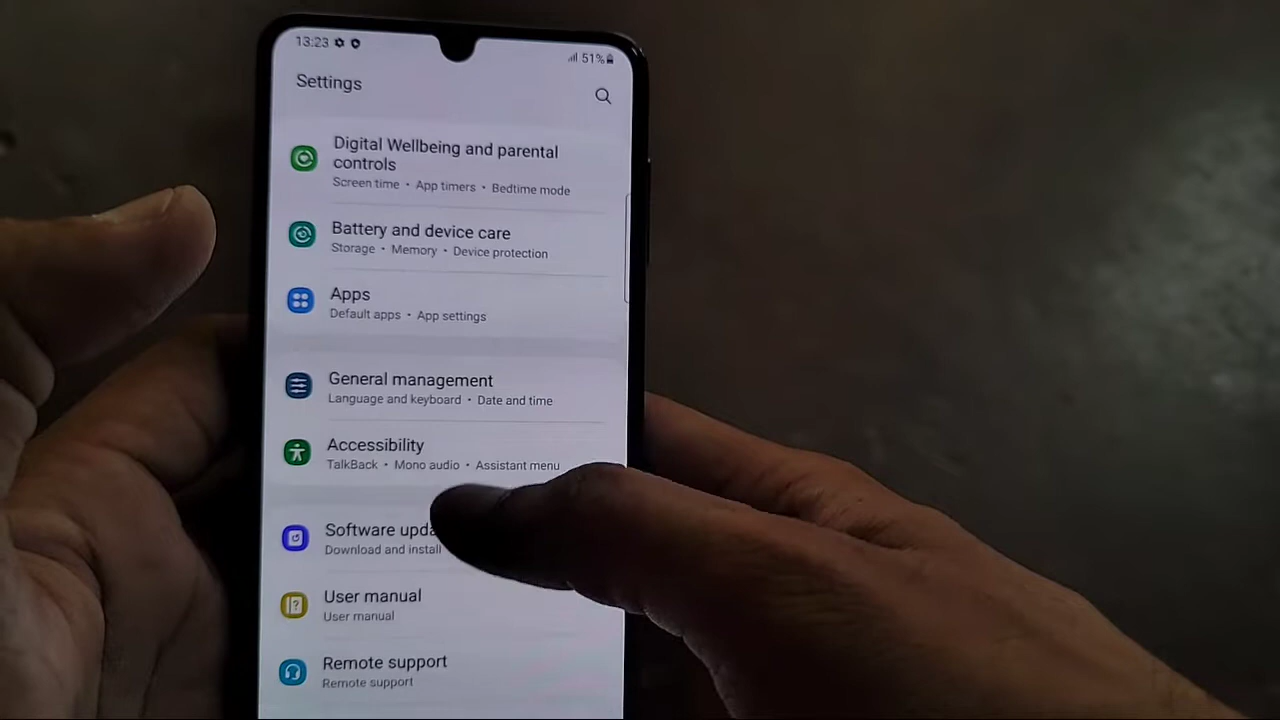 13:23
51%
Settings
Digital Wellbeing and parental
controls
Screen time • App timers • Bedtime mode
Battery and device care
Storage • Memory • Device protection
Apps
Default apps • App settings
General management
Language and keyboard • Date and time
Accessibility
TalkBack • Mono audio • Assistant menu
Software upda
Download and install
User manual
User manual
Remote support
Remote support